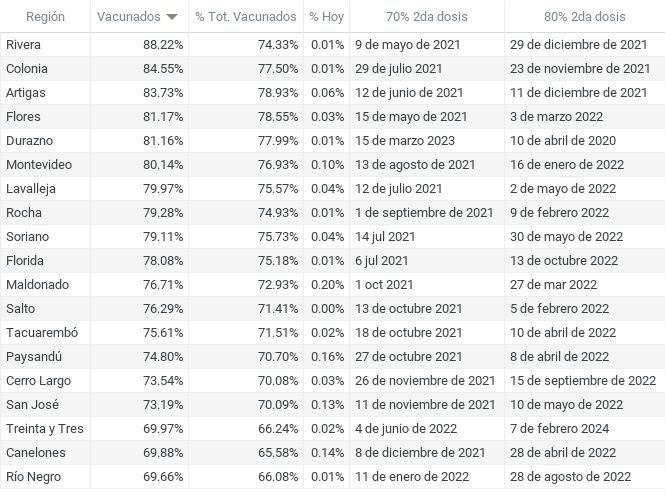 Región Vacunados % Tot. Vacunados % Hoy 70% 2da dosis 80% 2da dosis
Rivera 88.22% 74.33% 0.01% 9 de mayo de 2021 29 de diciembre de 2021
Colonia 84.55% 77.50% 0.01% 29 de julio 2021 23 de noviembre de 2021
Artigas 83.73% 78.93% 0.06% 12 de junio de 2021 11 de diciembre de 2021
Flores 81.17% 78.55% 0.03% 15 de mayo de 2021 3 de marzo 2022
Durazno 81.16% 77.99% 0.01% 15 de marzo 2023 10 de abril de 2020
Montevideo 80.14% 76.93% 0.10% 13 de agosto de 2021 16 de enero de 2022
Lavalleja 79.97% 75.57% 0.04% 12 de julio 2021 2 de mayo de 2022
Rocha 79.28% 74.93% 0.01% 1 de septiembre de 2021 9 de febrero 2022
Soriano 79.11% 75.73% 0.04% 14 jul 2021 30 de mayo de 2022
Florida 78.08% 75.18% 0.01% 6 jul 2021 13 de octubre 2022
Maldonado 76.71% 72.93% 0.20% 1 oct 2021 27 de mar 2022
Salto 76.29% 71.41% 0.00% 13 de octubre 2021 5 de febrero 2022
Tacuarembó 75.61% 71.51% 0.02% 18 de octubre 2021 10 de abril de 2022
Paysandú 74.80% 70.70% 0.16% 27 de octubre 2021 8 de abril de 2022
Cerro Largo 73.54% 70.08% 0.03% 26 de noviembre de 2021 15 de septiembre de 2022
San José 73.19% 70.09% 0.13% 11 de noviembre de 2021 10 de mayo de 2022
Treinta y Tres 69.97% 66.24% 0.02% 4 de junio de 2022 7 de febrero 2024
Canelones 69.88% 65.58% 0.14% 8 de diciembre de 2021 28 de abril de 2022
Río Negro 69.66% 66.08% 0.01% 11 de enero de 2022 28 de agosto de 2022